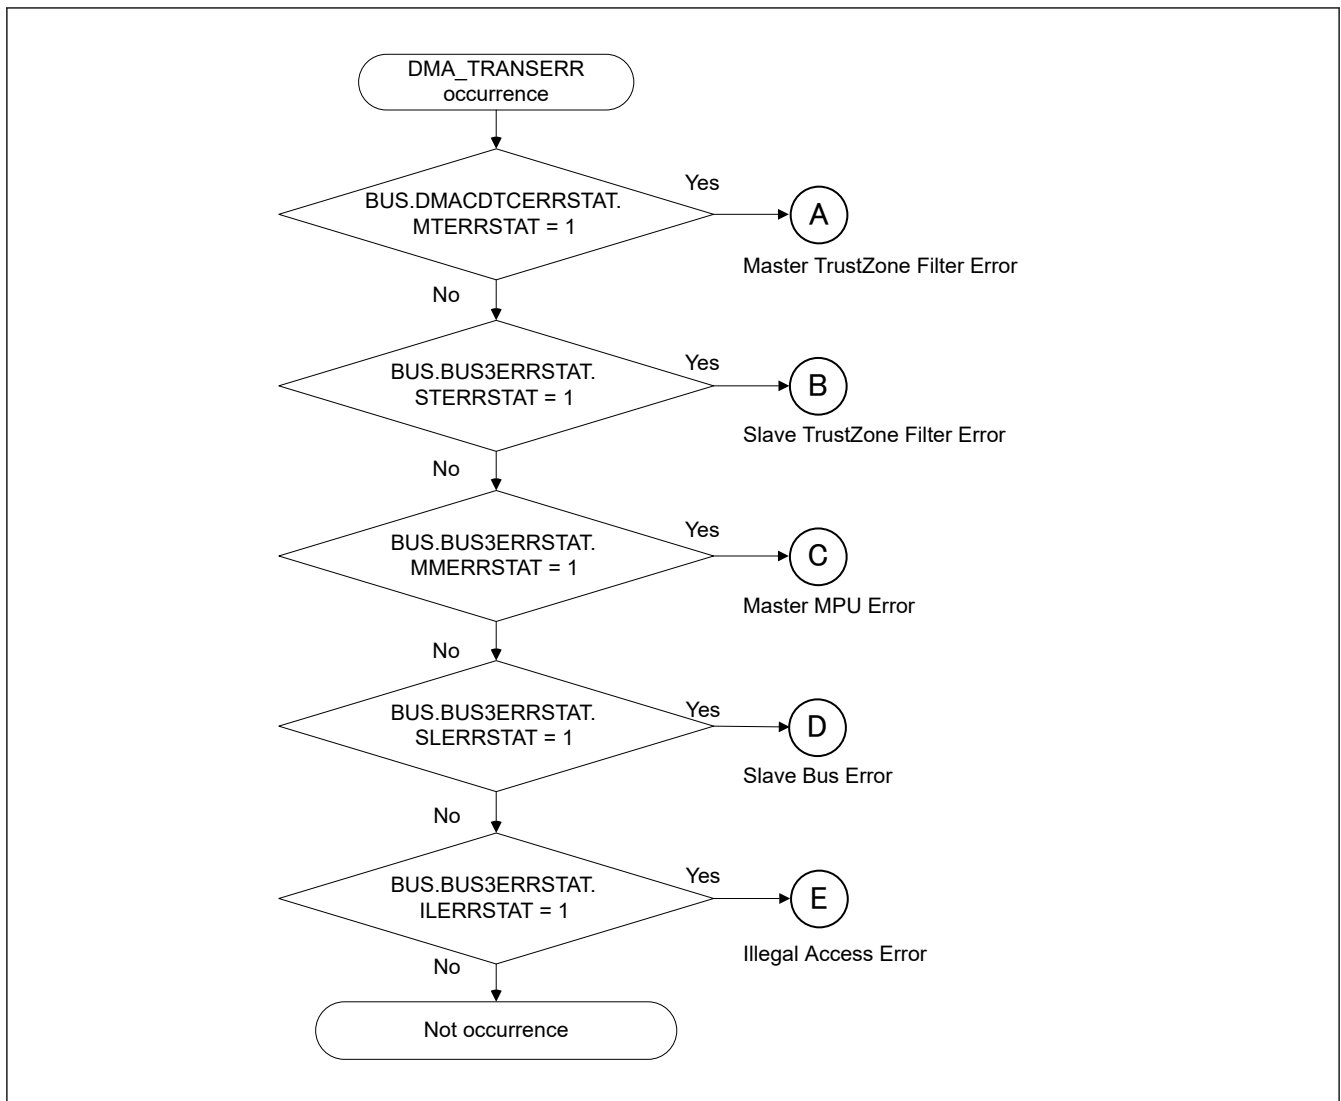 DMA_TRANSERR
occurrence
BUS.DMACDTCERRSTAT.
MTERRSTAT = 1
Yes
A
Master TrustZone Filter Error
No
BUS.BUS3ERRSTAT.
STERRSTAT = 1
Yes
B
Slave TrustZone Filter Error
No
BUS.BUS3ERRSTAT.
MMERRSTAT = 1
Yes
C
Master MPU Error
No
BUS.BUS3ERRSTAT.
SLERRSTAT = 1
Yes
D
Slave Bus Error
No
BUS.BUS3ERRSTAT.
ILERRSTAT = 1
Yes
E
Illegal Access Error
No
Not occurrence